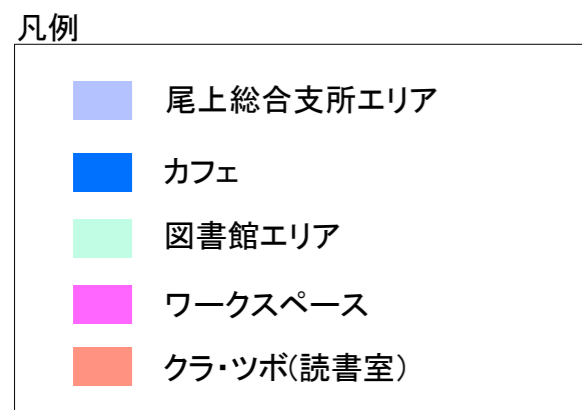 凡例
尾上総合支所エリア
カフェ
図書館エリア
ワークスペース
クラ・ツボ(読書室)